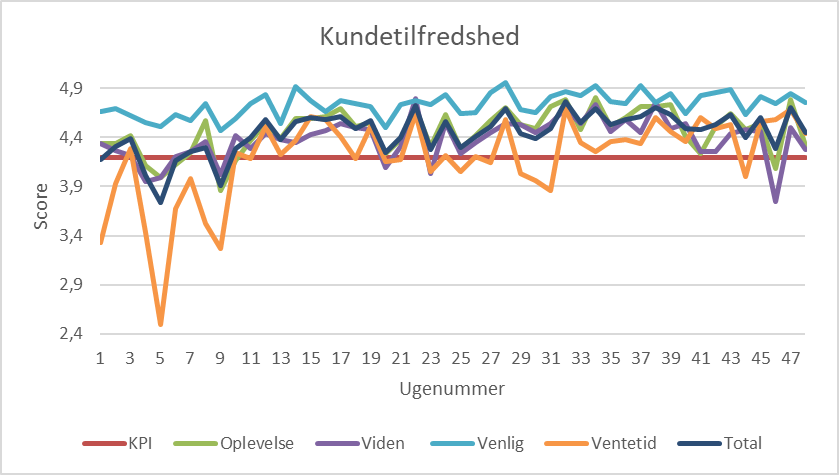 Kundetilfredshed
4,9
4,4
3,9
3,4
2,9
2,4
Score
1 3 5 7 9 11 13 15 17 19 21 23 25 27 29 31 33 35 37 39 41 43 45 47
Ugenummer
KPI Oplevelse Viden Venlig Ventetid Total